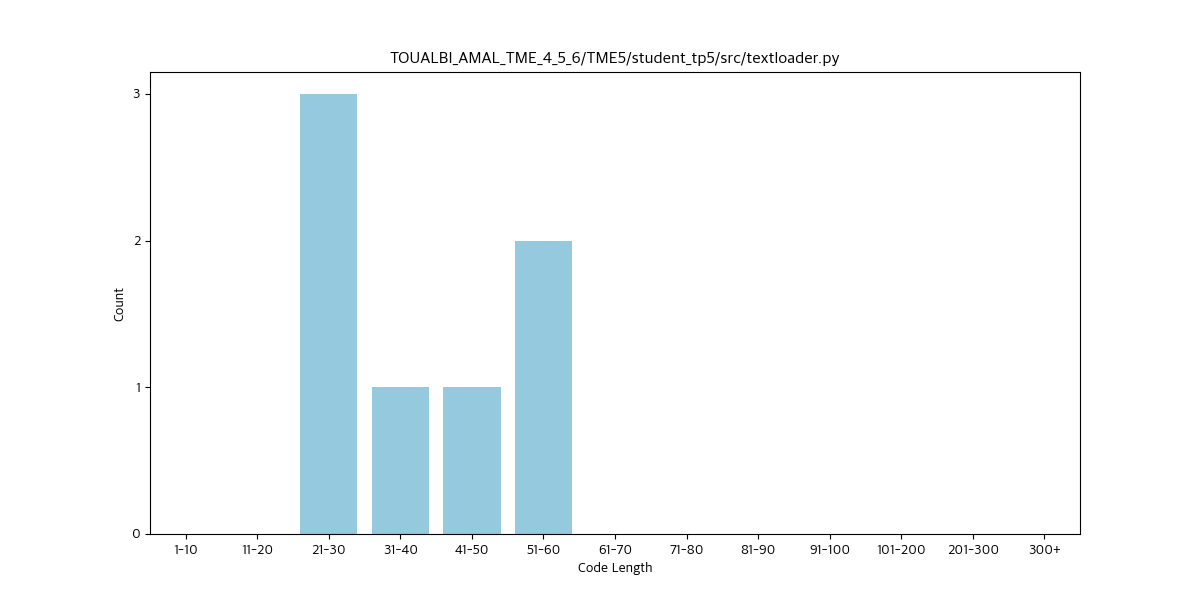 TOUALBI_AMAL_TME_4_5_6/TME5/student_tp5/src/textloader.py
3
2
1
0
Count
1-10 11-20 21-30 31-40 41-50 51-60 61-70 71-80 81-90 91-100 101-200 201-300 300+
Code Length